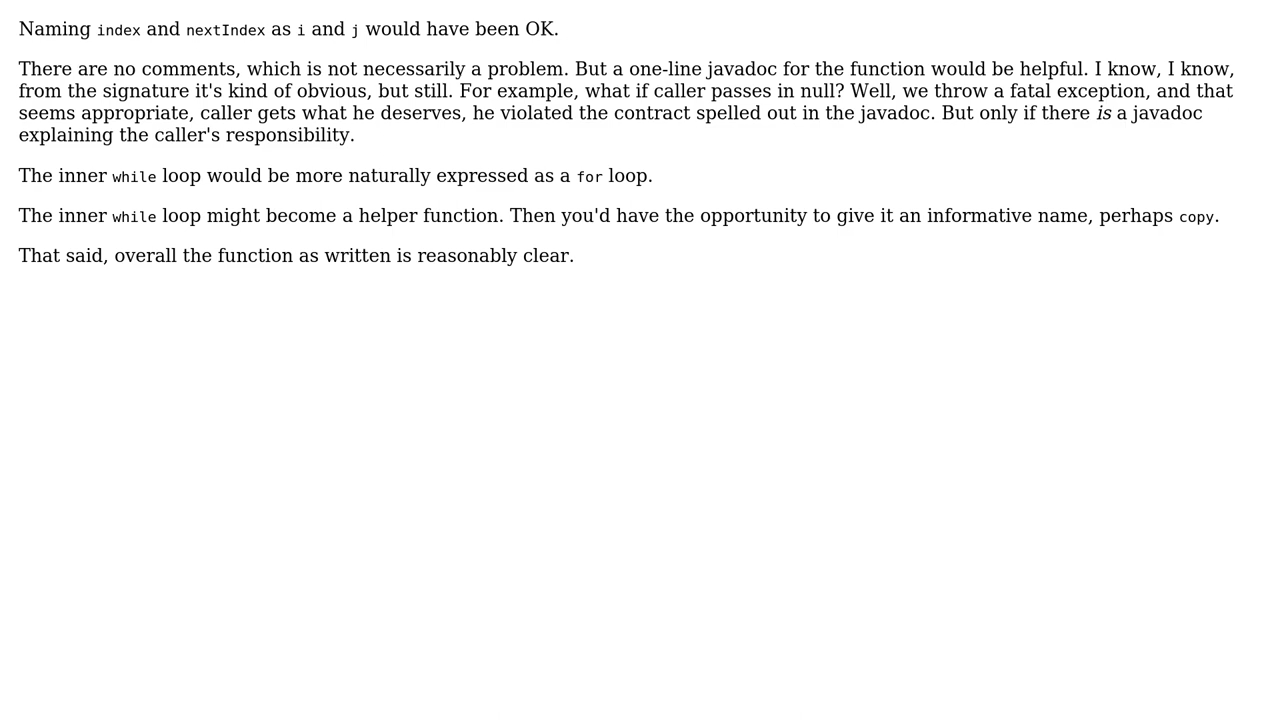 Naming index and nextIndex as i and j would have been OK.
There are no comments, which is not necessarily a problem. But a one-line javadoc for the function would be helpful. I know, I know,
from the signature it's kind of obvious, but still. For example, what if caller passes in null? Well, we throw a fatal exception, and that
seems appropriate, caller gets what he deserves, he violated the contract spelled out in the javadoc. But only if there is a javadoc
explaining the caller's responsibility.
The inner while loop would be more naturally expressed as a for loop.
The inner while loop might become a helper function. Then you'd have the opportunity to give it an informative name, perhaps copy.
That said, overall the function as written is reasonably clear.